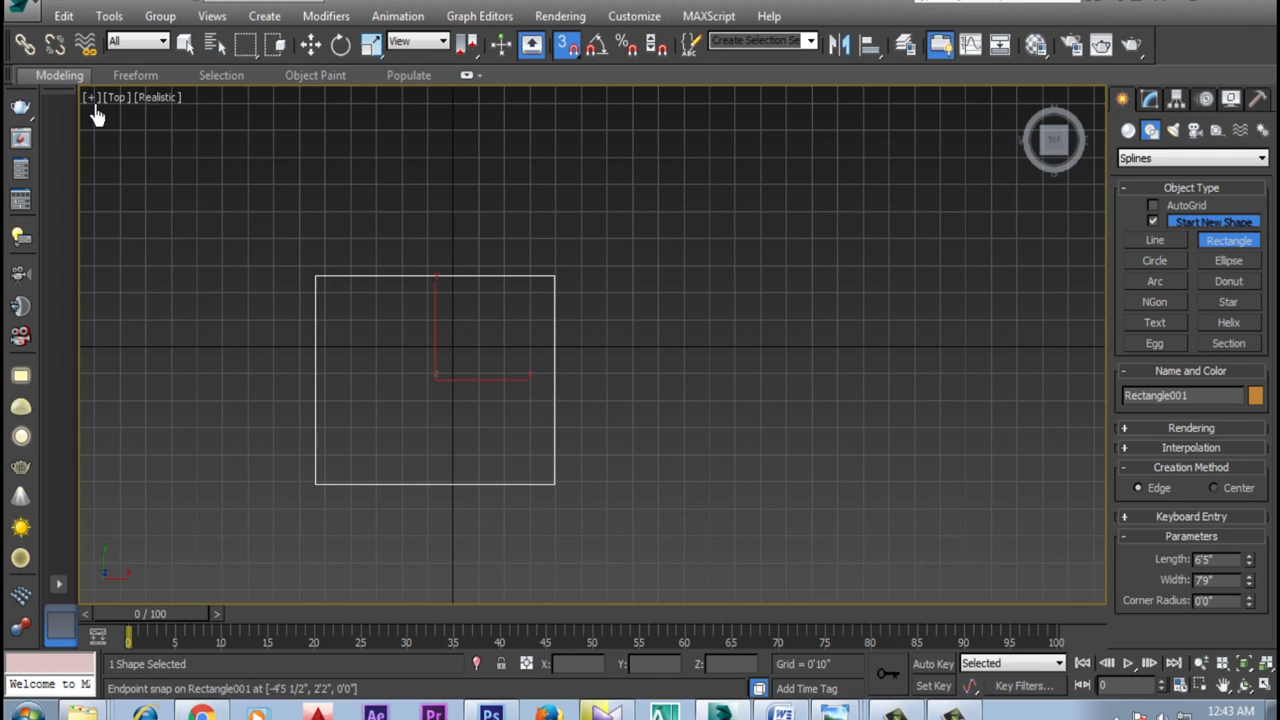 Edit Tools Group Views Create Modifiers Animation Graph Editors Rendering Customize MAXScript Help
All View 3 % ABC Create Selection Se
Modeling Freeform Selection Object Paint Populate
[+] [Top] [Realistic]
TOP
Splines
- Object Type
AutoGrid
Start New Shape
Line Rectangle
Circle Ellipse
Arc Donut
NGon Star
Text Helix
Egg Section
- Name and Color
Rectangle001
+ Rendering
+ Interpolation
- Creation Method
Edge Center
+ Keyboard Entry
- Parameters
Length: 6'5"
Width: 7'9"
Corner Radius: 0'0"
y
z x
< 0 / 100 >
0 5 10 15 20 25 30 35 40 45 50 55 60 65 70 75 80 85 90 95 100
1 Shape Selected X: Y: Z: Grid = 0'10" Auto Key Selected
Welcome to M Endpoint snap on Rectangle001 at [-4'5 1/2", 2'2", 0'0"] Add Time Tag Set Key Key Filters... 0
Ae Pr Ps 12:43 AM